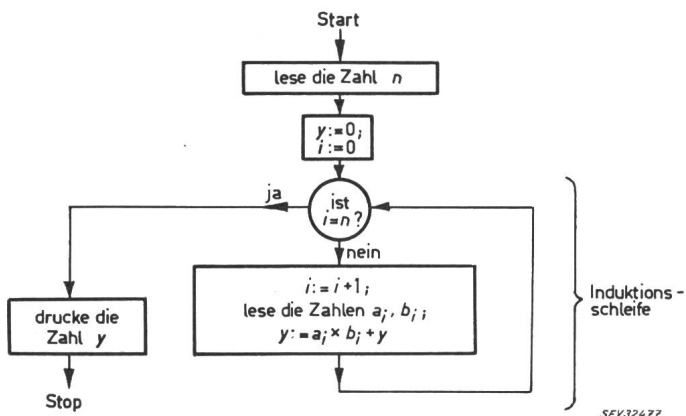 Start
lese die Zahl n
y:=0;
i:=0
ja
ist
i=n?
nein
i:=i+1;
lese die Zahlen ai, bi;
y:=ai×bi+y
drucke die
Zahl y
Stop
Induktions-
schleife
SEV32477